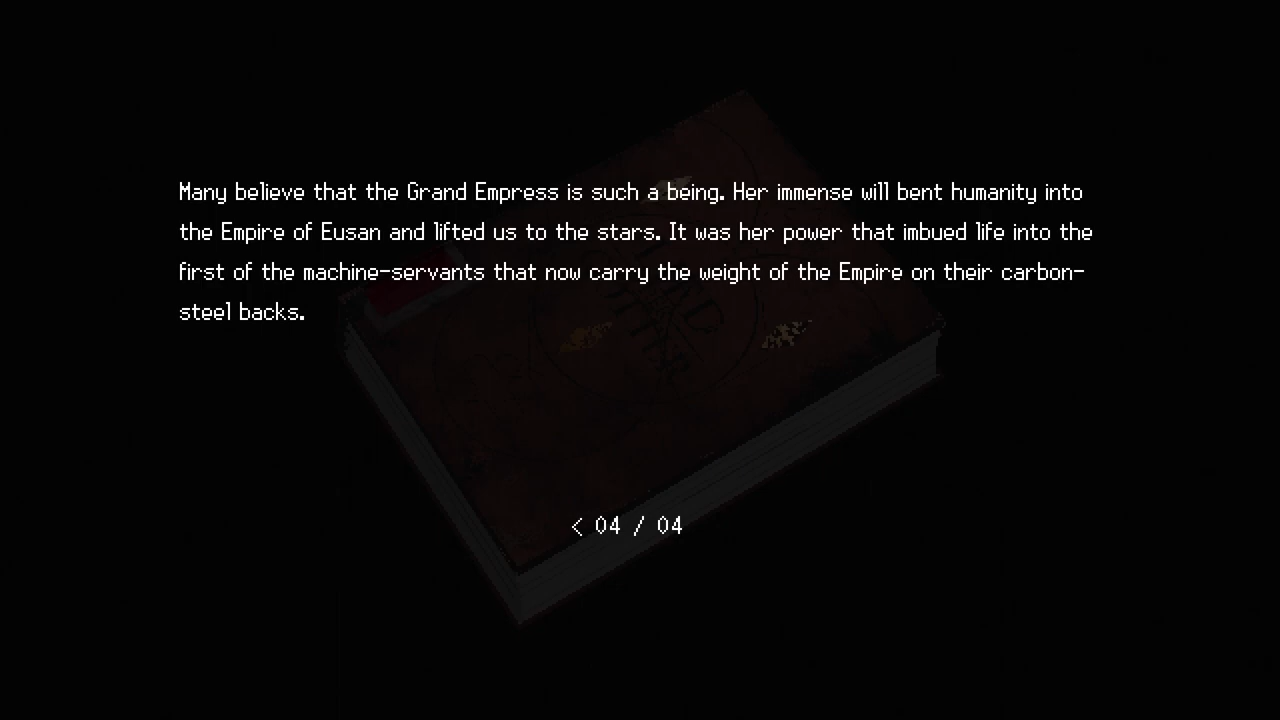 Many believe that the Grand Empress is such a being. Her immense will bent humanity into
the Empire of Eusan and lifted us to the stars. It was her power that imbued life into the
first of the machine-servants that now carry the weight of the Empire on their carbon-
steel backs.
< 04 / 04